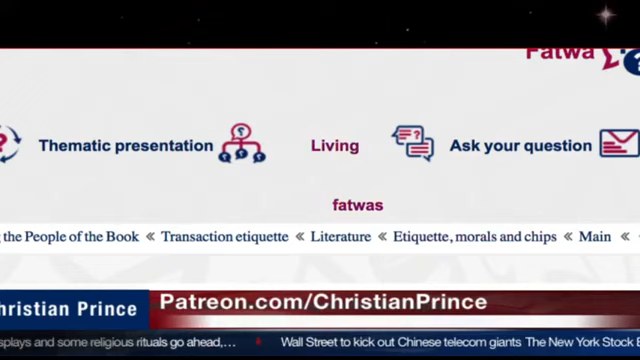 Fatwa
Thematic presentation
Living
Ask your question
fatwas
the People of the Book « Transaction etiquette « Literature « Etiquette, morals and chips « Main «
hristian Prince
Patreon.com/ChristianPrince
splays and some religious rituals go ahead,... Wall Street to kick out Chinese telecom giants The New York Stock